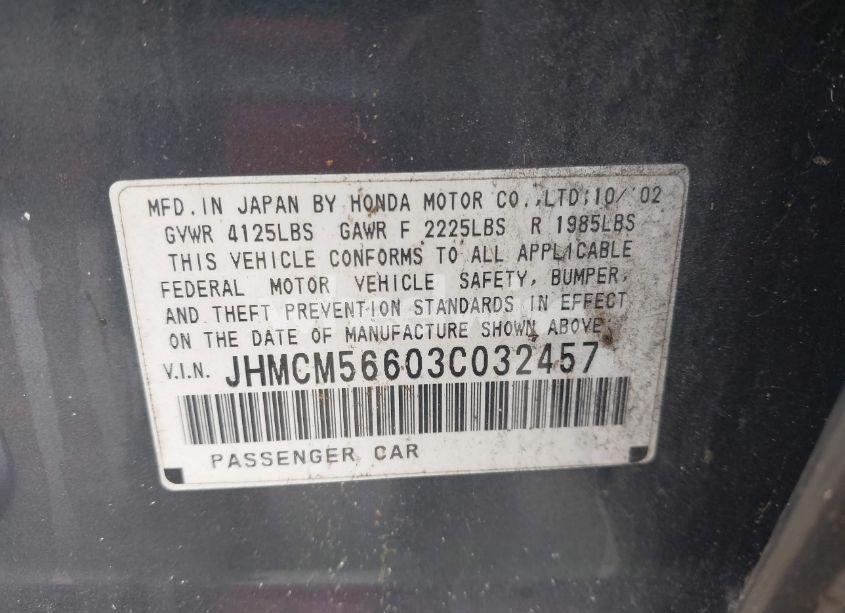 MFD. IN JAPAN BY HONDA MOTOR CO., LTD; 10/'02
GVWR 4125LBS GAWR F 2225LBS R 1985LBS
THIS VEHICLE CONFORMS TO ALL APPLICABLE
FEDERAL MOTOR VEHICLE SAFETY, BUMPER,
AND THEFT PREVENTION STANDARDS IN EFFECT
ON THE DATE OF MANUFACTURE SHOWN ABOVE.
V.I.N. JHMCM56603C032457
PASSENGER CAR